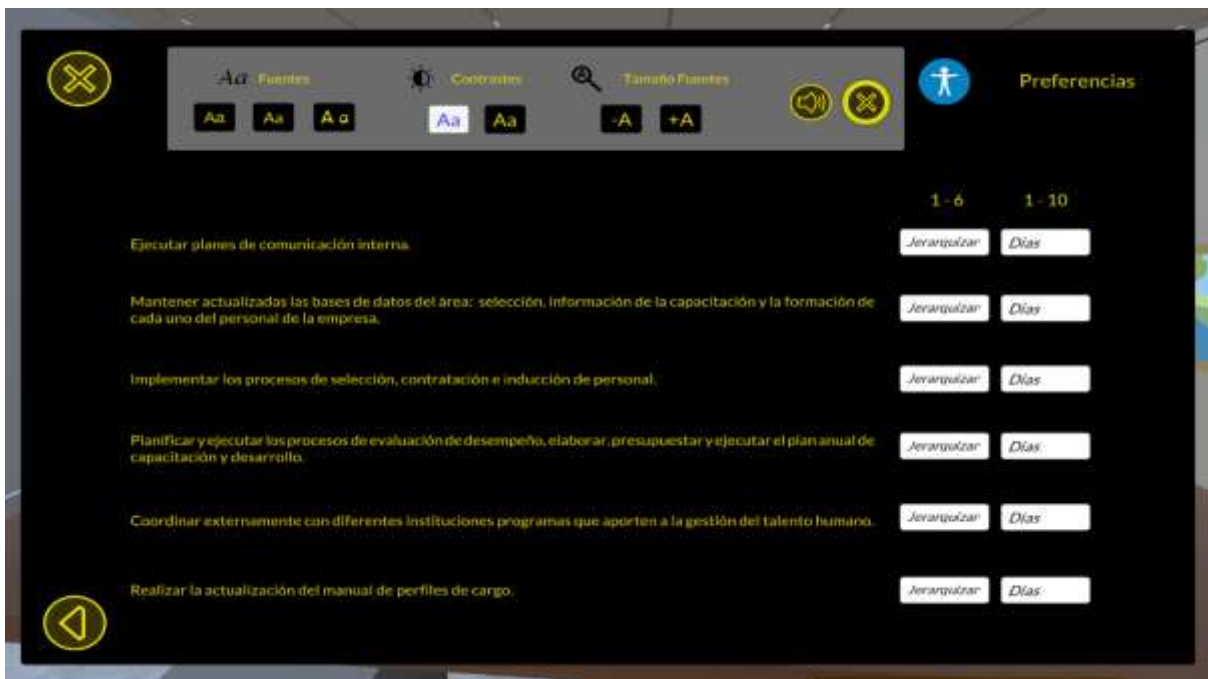 Aa Fuentes
Contrastes
Tamaño Fuentes
Preferencias
Aa Aa Aa
Aa Aa
-A +A
1 - 6 1 - 10
Ejecutar planes de comunicación interna.
Jerarquizar Días
Mantener actualizadas las bases de datos del área: selección, información de la capacitación y la formación de
cada uno del personal de la empresa.
Jerarquizar Días
Implementar los procesos de selección, contratación e inducción de personal.
Jerarquizar Días
Planificar y ejecutar los procesos de evaluación de desempeño, elaborar, presupuestar y ejecutar el plan anual de
capacitación y desarrollo.
Jerarquizar Días
Coordinar externamente con diferentes instituciones programas que aporten a la gestión del talento humano.
Jerarquizar Días
Realizar la actualización del manual de perfiles de cargo.
Jerarquizar Días